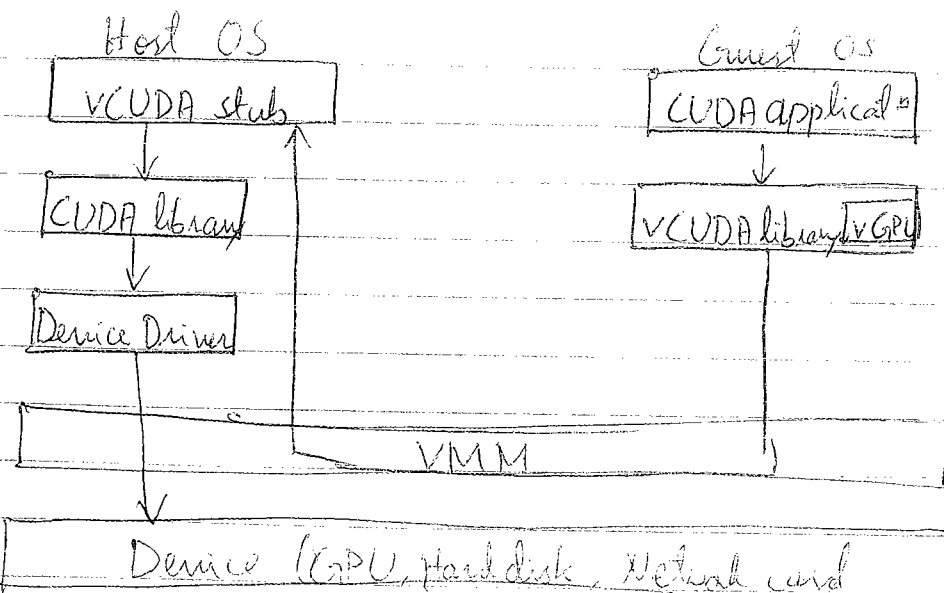 Host OS
Guest OS
vCUDA stub
CUDA applicatn
CUDA library
vCUDA library vGPU
Device Driver
VMM
Device (GPU, Hard disk, Network card